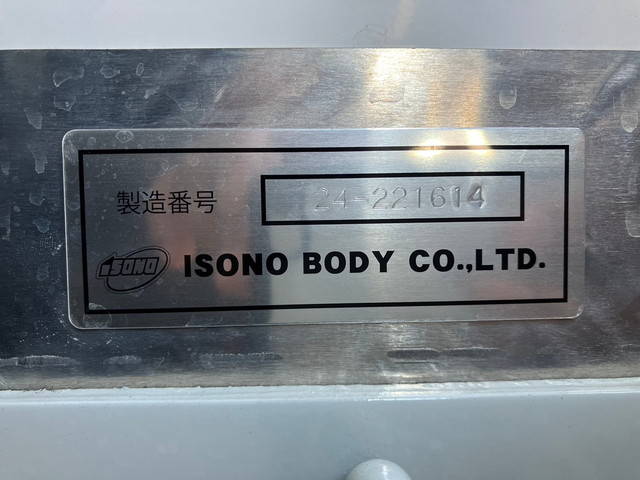 製造番号 24-221614
iSONO ISONO BODY CO.,LTD.